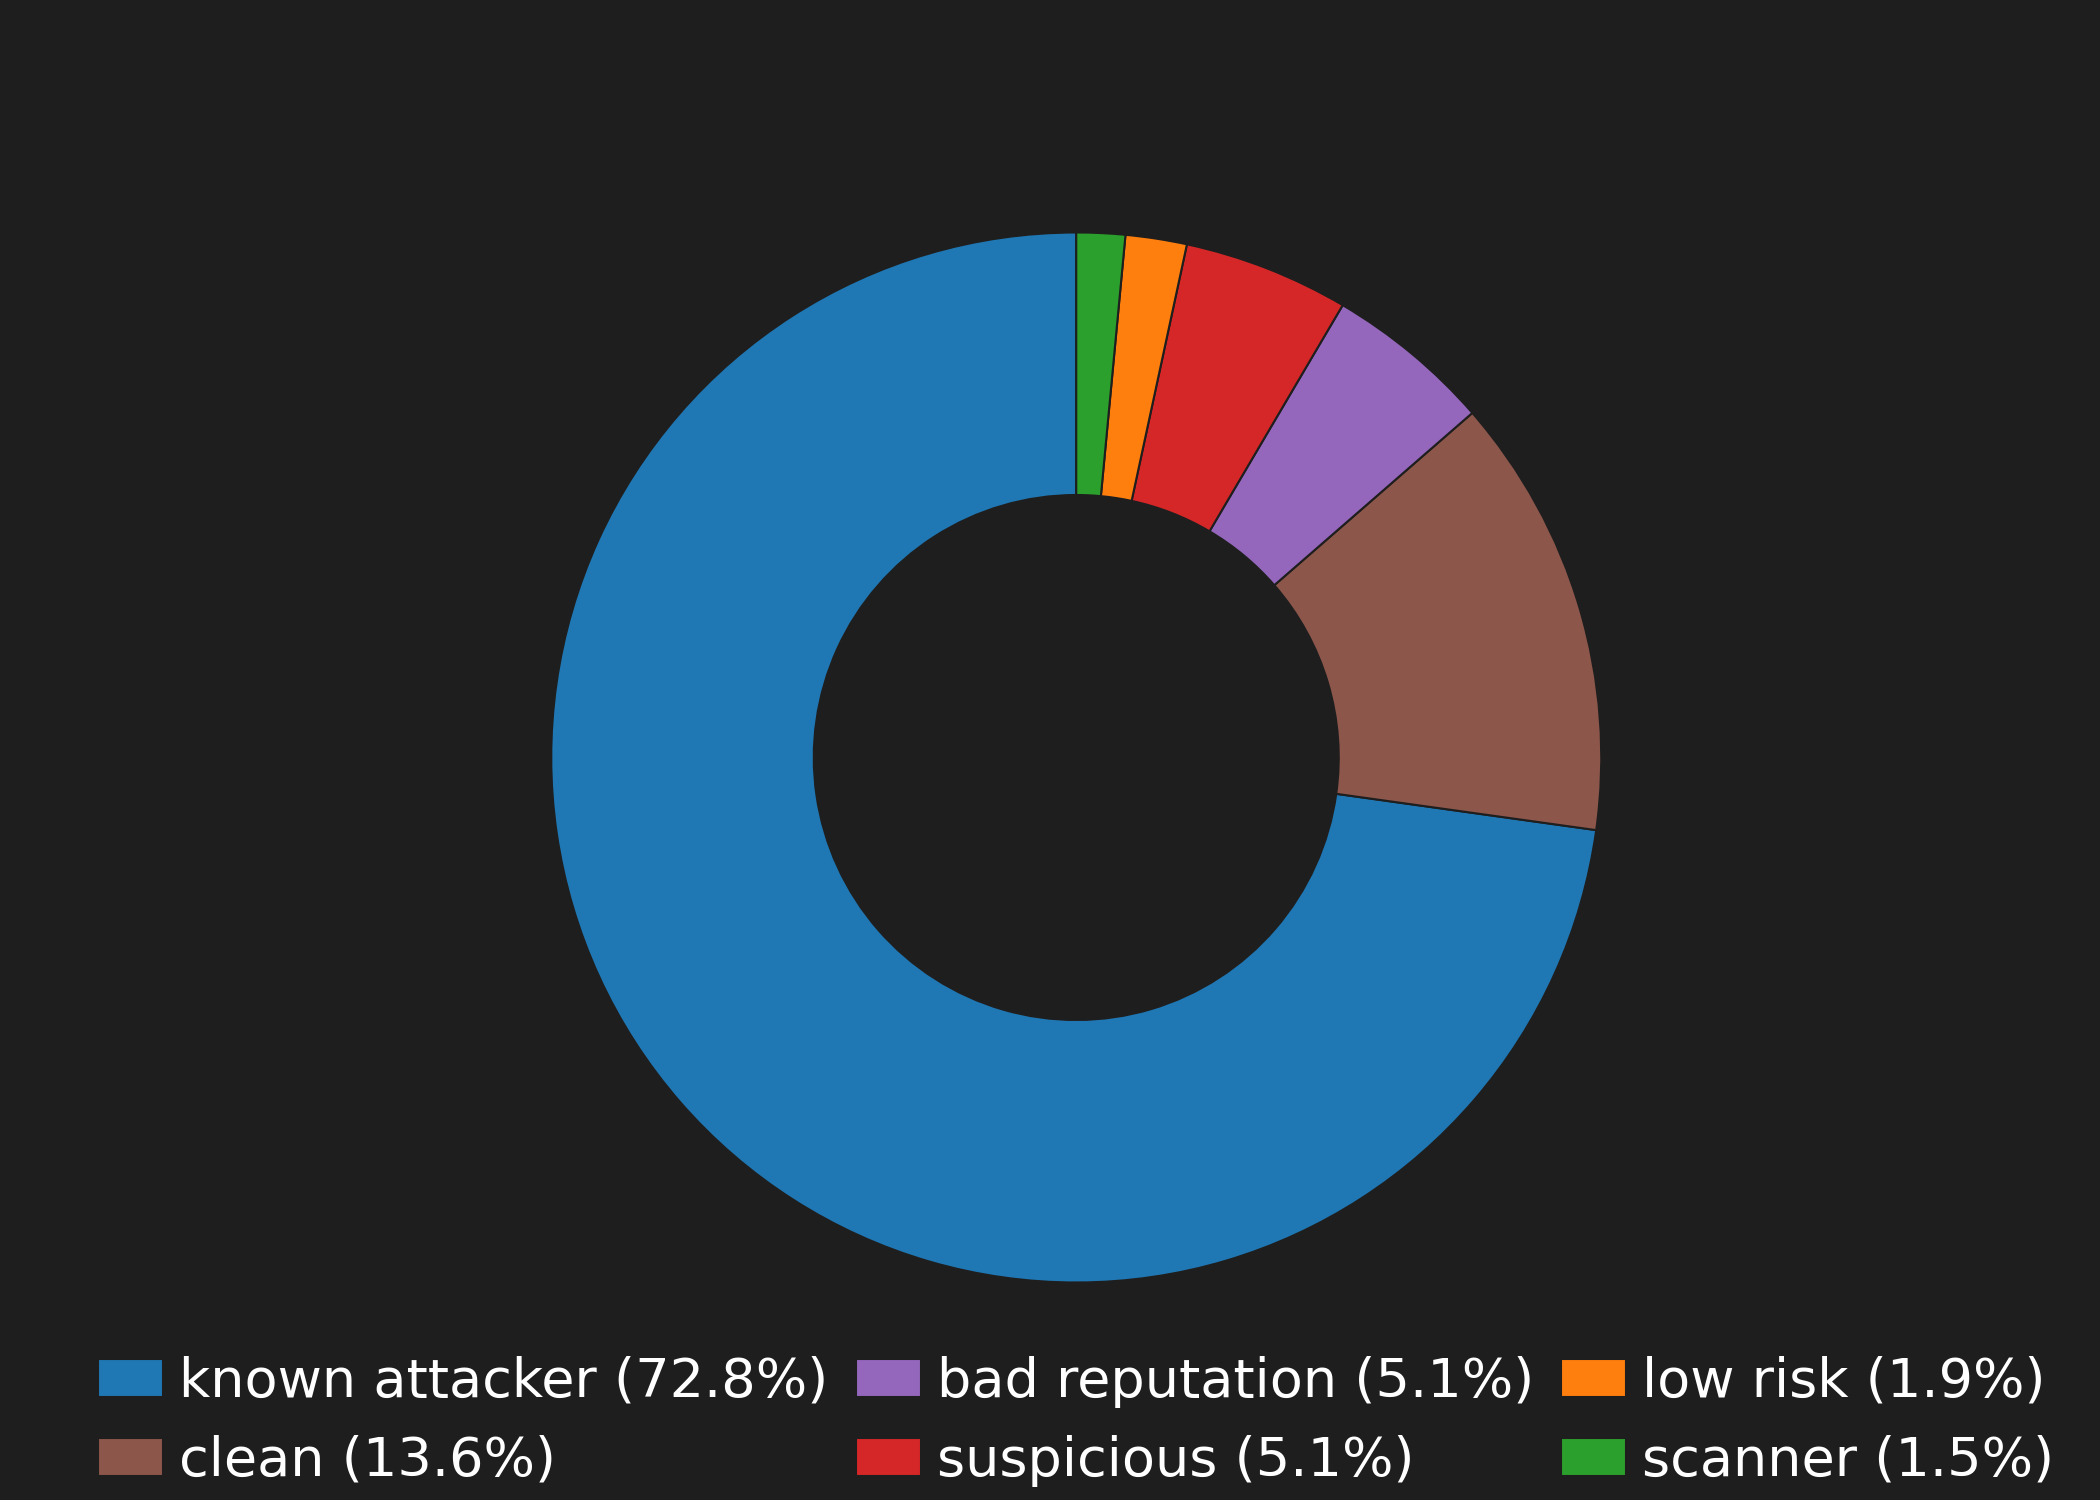 known attacker (72.8%) bad reputation (5.1%) low risk (1.9%)
clean (13.6%) suspicious (5.1%) scanner (1.5%)